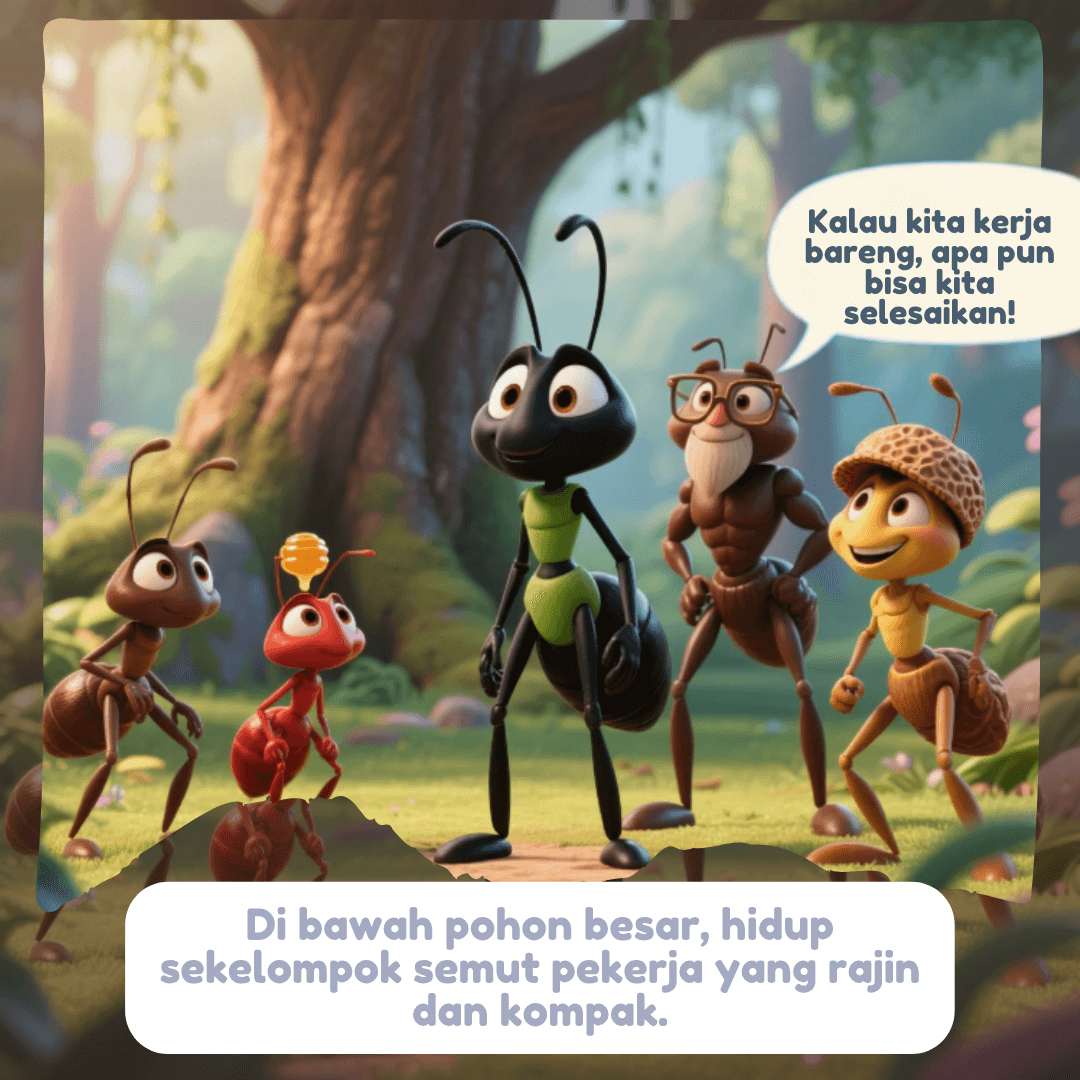 Kalau kita kerja
bareng, apa pun
bisa kita
selesaikan!
Di bawah pohon besar, hidup
sekelompok semut pekerja yang rajin
dan kompak.